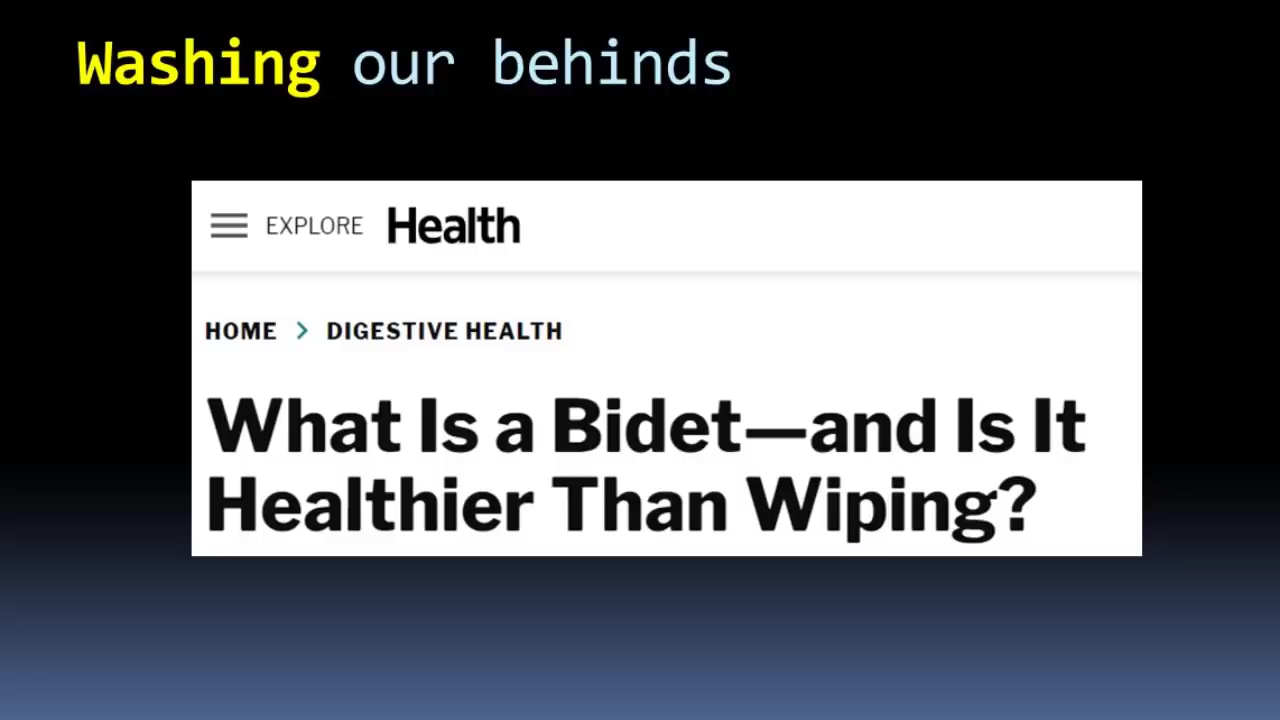 Washing our behinds
EXPLORE Health
HOME > DIGESTIVE HEALTH
What Is a Bidet—and Is It
Healthier Than Wiping?